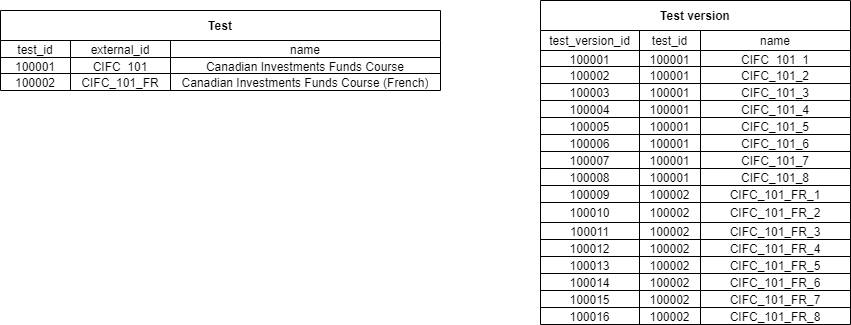 Test
test_id external_id name
100001 CIFC_101 Canadian Investments Funds Course
100002 CIFC_101_FR Canadian Investments Funds Course (French)
Test version
test_version_id test_id name
100001 100001 CIFC_101_1
100002 100001 CIFC_101_2
100003 100001 CIFC_101_3
100004 100001 CIFC_101_4
100005 100001 CIFC_101_5
100006 100001 CIFC_101_6
100007 100001 CIFC_101_7
100008 100001 CIFC_101_8
100009 100002 CIFC_101_FR_1
100010 100002 CIFC_101_FR_2
100011 100002 CIFC_101_FR_3
100012 100002 CIFC_101_FR_4
100013 100002 CIFC_101_FR_5
100014 100002 CIFC_101_FR_6
100015 100002 CIFC_101_FR_7
100016 100002 CIFC_101_FR_8